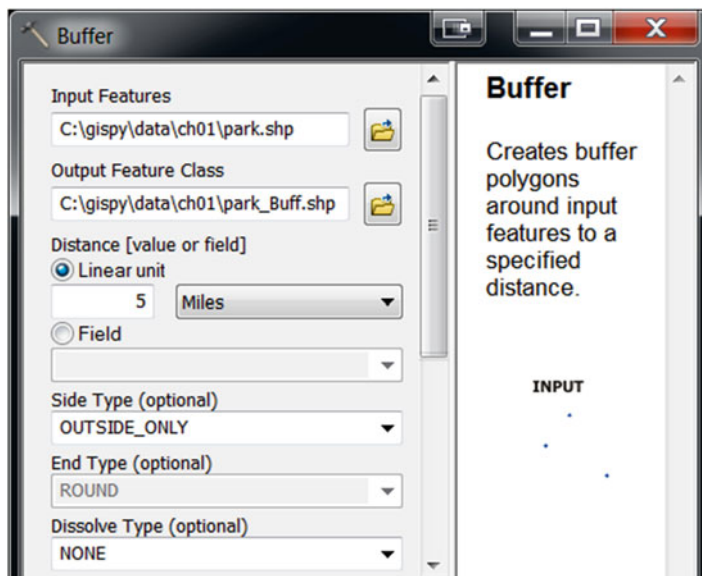 Buffer
Input Features
C:\gispy\data\ch01\park.shp
Output Feature Class
C:\gispy\data\ch01\park_Buff.shp
Distance [value or field]
Linear unit
5 Miles
Field
Side Type (optional)
OUTSIDE_ONLY
End Type (optional)
ROUND
Dissolve Type (optional)
NONE
Buffer
Creates buffer
polygons
around input
features to a
specified
distance.
INPUT